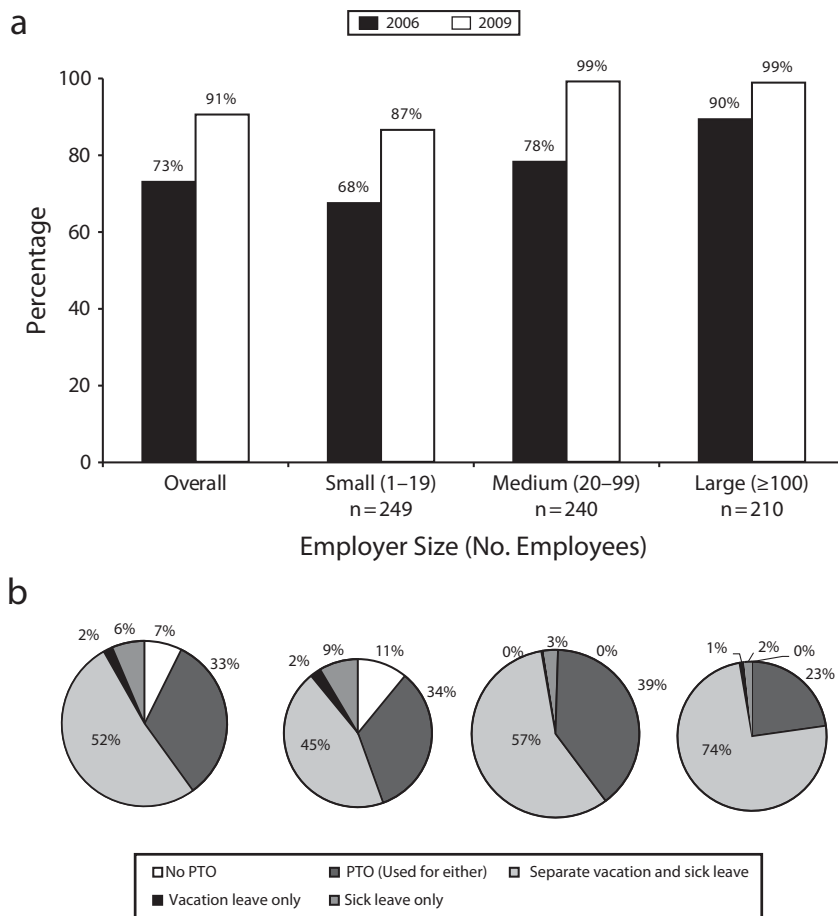 a
2006 2009
100
80
60
40
20
0
Percentage
73%
91%
68%
87%
78%
99%
90%
99%
Overall
Small (1–19)
n=249
Medium (20–99)
n=240
Large (≥100)
n=210
Employer Size (No. Employees)
b
2% 6% 7%
33%
52%
2% 9% 11%
34%
45%
0% 3% 0%
39%
57%
1% 2% 0%
23%
74%
No PTO PTO (Used for either) Separate vacation and sick leave
Vacation leave only Sick leave only